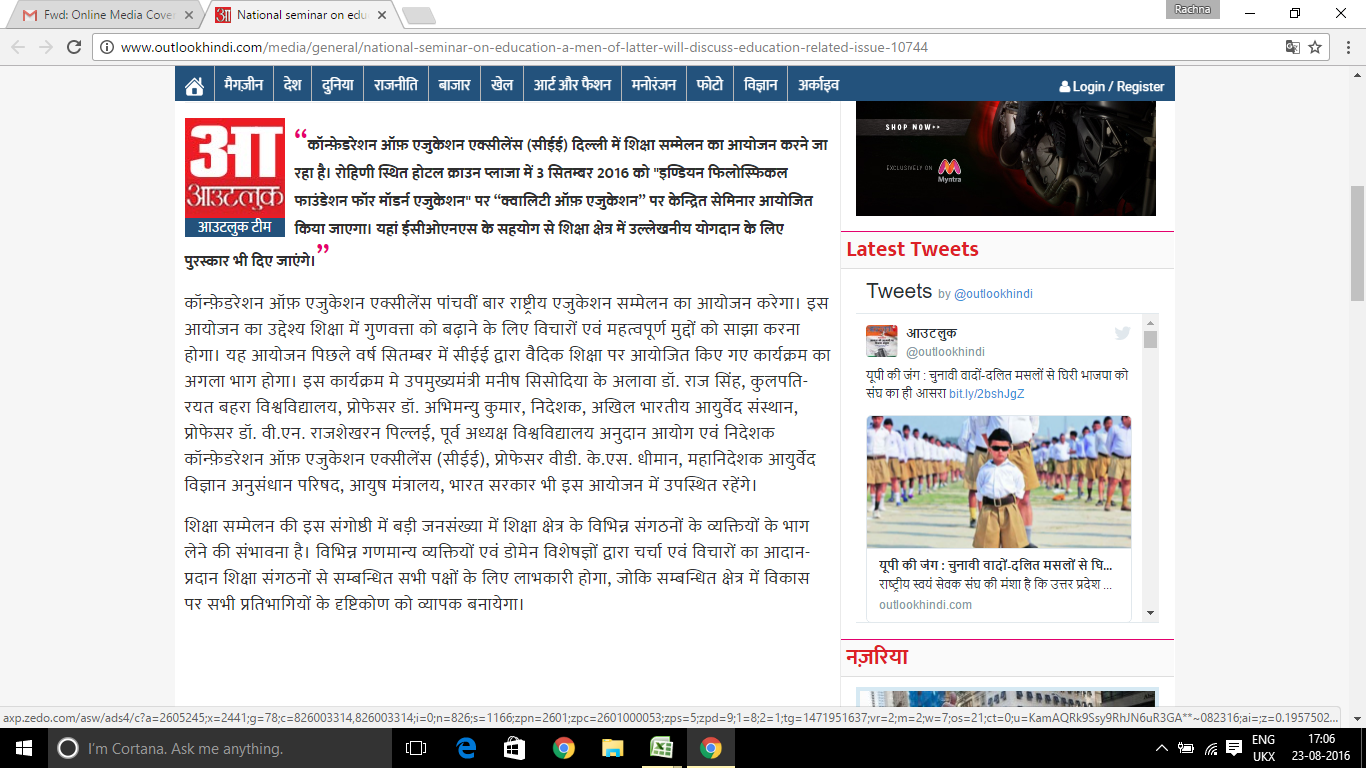 Fwd: Online Media Cover
National seminar on edu
Rachna
www.outlookhindi.com/media/general/national-seminar-on-education-a-men-of-latter-will-discuss-education-related-issue-10744
मैगज़ीन देश दुनिया राजनीति बाजार खेल आर्ट और फैशन मनोरंजन फोटो विज्ञान अर्काइव
Login / Register
आ
आउटलुक
आउटलुक टीम
“कॉन्फ़ेडरेशन ऑफ़ एजुकेशन एक्सीलेंस (सीईई) दिल्ली में शिक्षा सम्मेलन का आयोजन करने जा
रहा है। रोहिणी स्थित होटल क्राउन प्लाजा में 3 सितम्बर 2016 को "इण्डियन फिलोस्फिकल
फाउंडेशन फॉर मॉडर्न एजुकेशन" पर “क्वालिटी ऑफ़ एजुकेशन” पर केन्द्रित सेमिनार आयोजित
किया जाएगा। यहां ईसीओएनएस के सहयोग से शिक्षा क्षेत्र में उल्लेखनीय योगदान के लिए
पुरस्कार भी दिए जाएंगे।”
कॉन्फ़ेडरेशन ऑफ़ एजुकेशन एक्सीलेंस पांचवीं बार राष्ट्रीय एजुकेशन सम्मेलन का आयोजन करेगा। इस
आयोजन का उद्देश्य शिक्षा में गुणवत्ता को बढ़ाने के लिए विचारों एवं महत्वपूर्ण मुद्दों को साझा करना
होगा। यह आयोजन पिछले वर्ष सितम्बर में सीईई द्वारा वैदिक शिक्षा पर आयोजित किए गए कार्यक्रम का
अगला भाग होगा। इस कार्यक्रम मे उपमुख्यमंत्री मनीष सिसोदिया के अलावा डॉ. राज सिंह, कुलपति-
रयत बहरा विश्वविद्यालय, प्रोफेसर डॉ. अभिमन्यु कुमार, निदेशक, अखिल भारतीय आयुर्वेद संस्थान,
प्रोफेसर डॉ. वी.एन. राजशेखरन पिल्लई, पूर्व अध्यक्ष विश्वविद्यालय अनुदान आयोग एवं निदेशक
कॉन्फ़ेडरेशन ऑफ़ एजुकेशन एक्सीलेंस (सीईई), प्रोफेसर वीडी. के.एस. धीमान, महानिदेशक आयुर्वेद
विज्ञान अनुसंधान परिषद, आयुष मंत्रालय, भारत सरकार भी इस आयोजन में उपस्थित रहेंगे।
शिक्षा सम्मेलन की इस संगोष्ठी में बड़ी जनसंख्या में शिक्षा क्षेत्र के विभिन्न संगठनों के व्यक्तियों के भाग
लेने की संभावना है। विभिन्न गणमान्य व्यक्तियों एवं डोमेन विशेषज्ञों द्वारा चर्चा एवं विचारों का आदान-
प्रदान शिक्षा संगठनों से सम्बन्धित सभी पक्षों के लिए लाभकारी होगा, जोकि सम्बन्धित क्षेत्र में विकास
पर सभी प्रतिभागियों के दृष्टिकोण को व्यापक बनायेगा।
SHOP NOW
EXCLUSIVELY ON
Myntra
Latest Tweets
Tweets by @outlookhindi
आउटलुक
@outlookhindi
यूपी की जंग : चुनावी वादों-दलित मसलों से घिरी भाजपा को
संघ का ही आसरा bit.ly/2bshJgZ
यूपी की जंग : चुनावी वादों-दलित मसलों से घि...
राष्ट्रीय स्वयं सेवक संघ की मंशा है कि उत्तर प्रदेश ...
outlookhindi.com
नज़रिया
axp.zedo.com/asw/ads4/c?a=2605245;x=2441;g=78;c=826003314,826003314;i=0;n=826;s=1166;zpn=2601;zpc=2601000053;zps=5;zpd=9;1=8;2=1;tg=1471951637;vr=2;m=2;w=7;os=21;ct=0;u=KamAQRk9Ssy9RhJN6uR3GA**~082316;ai=;z=0.1957502...
I'm Cortana. Ask me anything.
ENG
UKX
17:06
23-08-2016